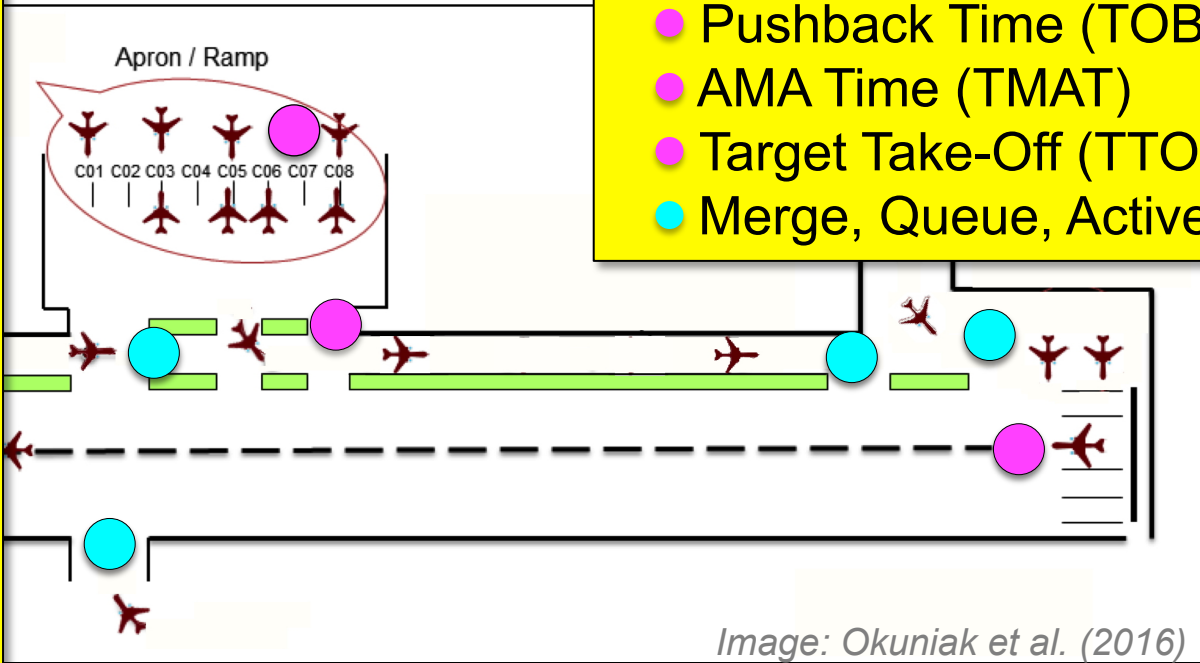 Pushback Time (TOB
AMA Time (TMAT)
Target Take-Off (TTO
Merge, Queue, Active
Apron / Ramp
C01 C02 C03 C04 C05 C06 C07 C08
Image: Okuniak et al. (2016)